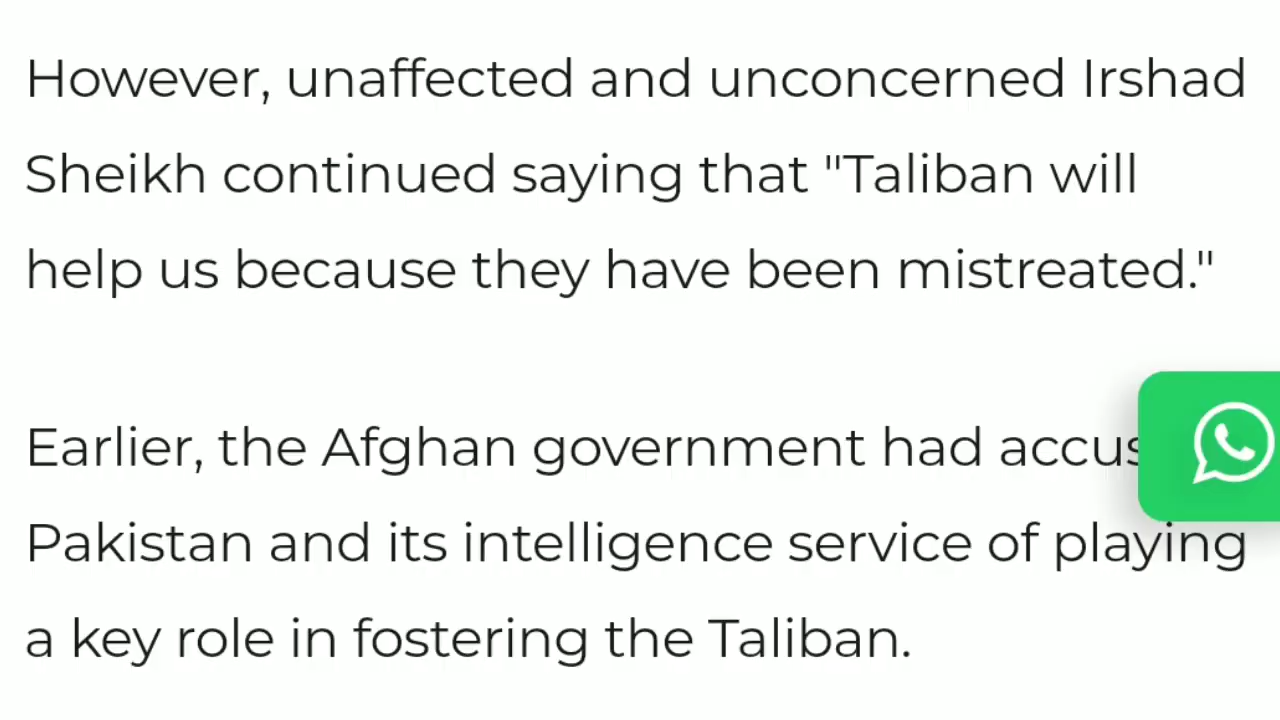 However, unaffected and unconcerned Irshad
Sheikh continued saying that "Taliban will
help us because they have been mistreated."
Earlier, the Afghan government had
Pakistan and its intelligence service of playing
a key role in fostering the Taliban.